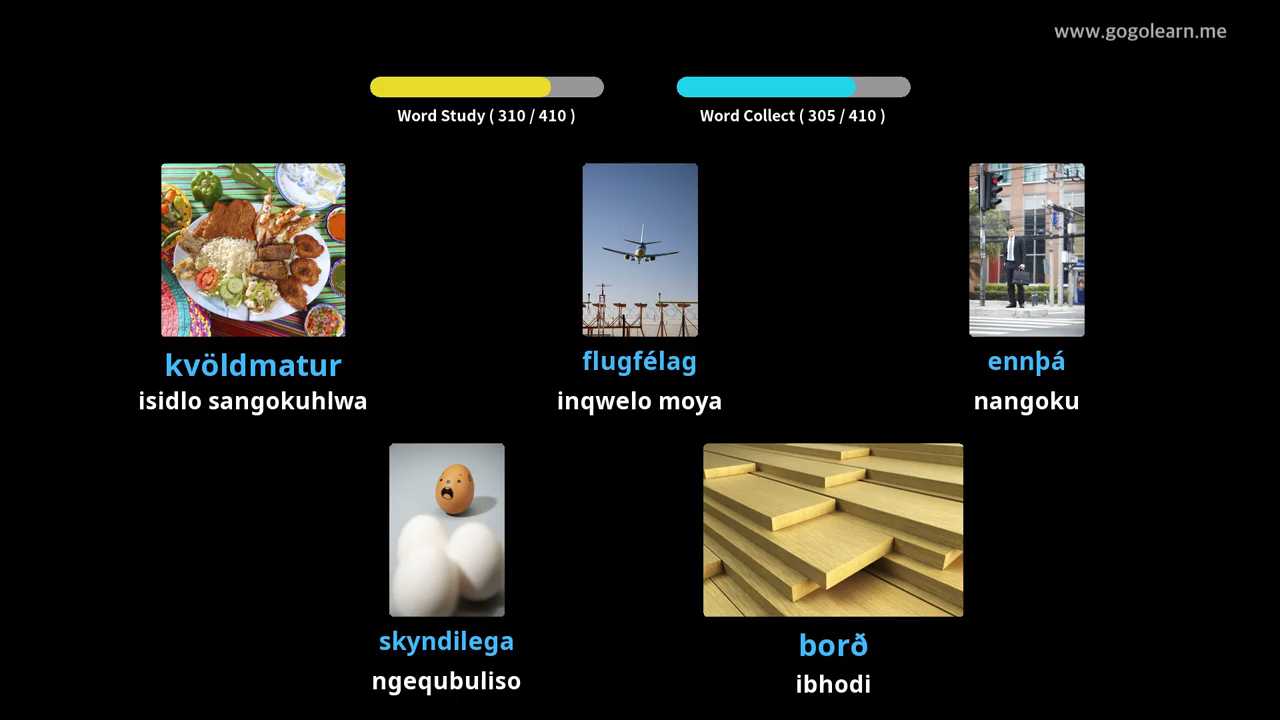 www.gogolearn.me
Word Study ( 310 / 410 )
Word Collect ( 305 / 410 )
kvöldmatur
isidlo sangokuhlwa
flugfélag
inqwelo moya
ennþá
nangoku
skyndilega
ngequbuliso
borð
ibhodi